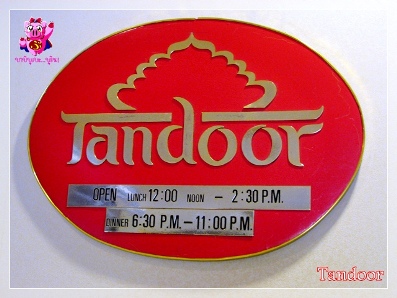 Tandoor
OPEN LUNCH 12:00 NOON - 2:30 P.M.
DINNER 6:30 P.M. - 11:00 P.M.
Tandoor